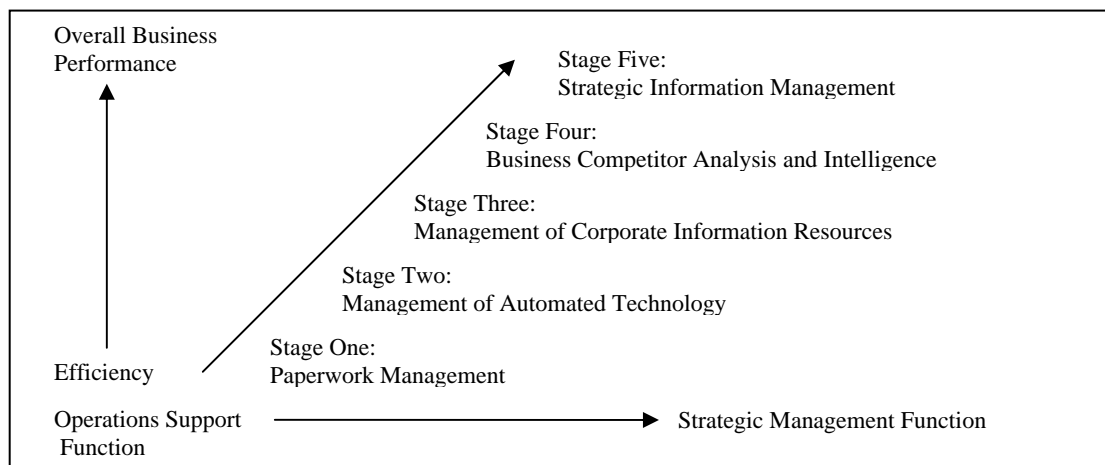 Overall Business
Performance
Stage Five:
Strategic Information Management
Stage Four:
Business Competitor Analysis and Intelligence
Stage Three:
Management of Corporate Information Resources
Stage Two:
Management of Automated Technology
Stage One:
Paperwork Management
Efficiency
Operations Support
Function
Strategic Management Function